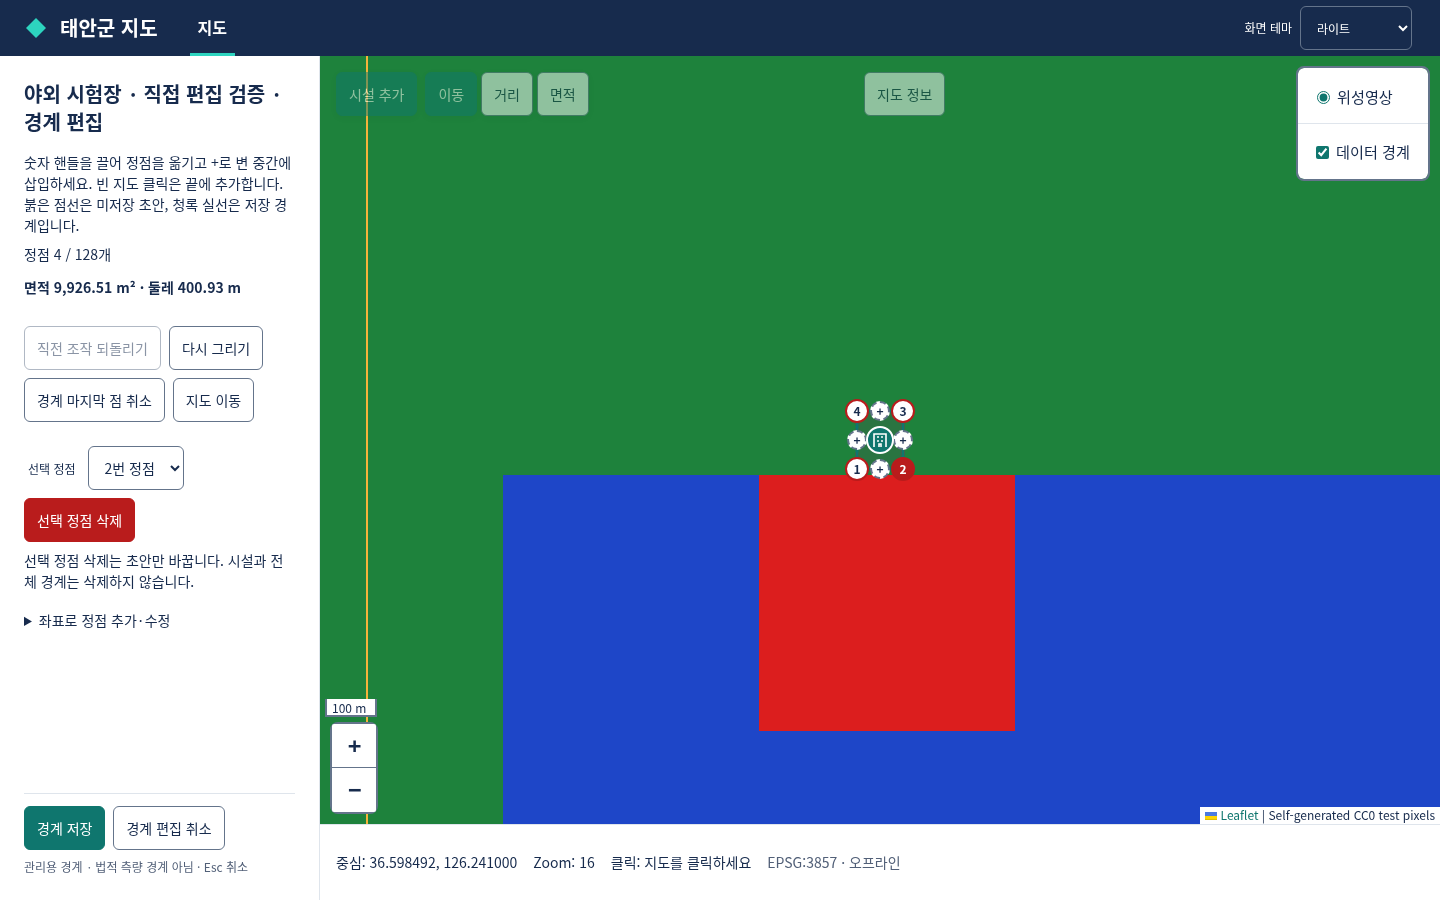 태안군 지도
지도
화면 테마
라이트
야외 시험장 · 직접 편집 검증 ·
경계 편집
숫자 핸들을 끌어 정점을 옮기고 +로 변 중간에
삽입하세요. 빈 지도 클릭은 끝에 추가합니다.
붉은 점선은 미저장 초안, 청록 실선은 저장 경
계입니다.
정점 4 / 128개
면적 9,926.51 m² · 둘레 400.93 m
직전 조작 되돌리기
다시 그리기
경계 마지막 점 취소
지도 이동
선택 정점
2번 정점
선택 정점 삭제
선택 정점 삭제는 초안만 바꿉니다. 시설과 전
체 경계는 삭제하지 않습니다.
▶ 좌표로 정점 추가·수정
경계 저장
경계 편집 취소
관리용 경계 · 법적 측량 경계 아님 · Esc 취소
시설 추가
이동
거리
면적
지도 정보
위성영상
데이터 경계
4 + 3
+ +
1 + 2
100 m
+
−
Leaflet | Self-generated CC0 test pixels
중심: 36.598492, 126.241000 Zoom: 16 클릭: 지도를 클릭하세요 EPSG:3857 · 오프라인